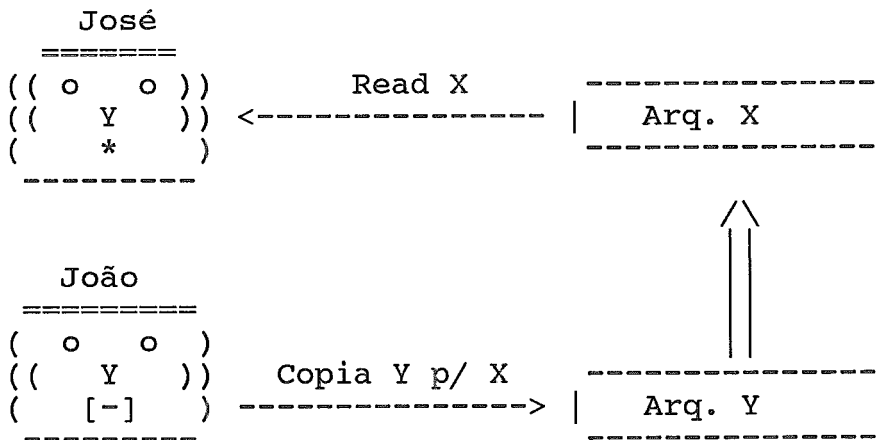 José
=======
(( o o )) Read X ---------------
(( Y )) <--------------- | Arq. X
( * ) ---------------
----------
João
=========
( o o )
(( Y )) Copia Y p/ X ---------------
( [-] ) ---------------> | Arq. Y
---------- ---------------